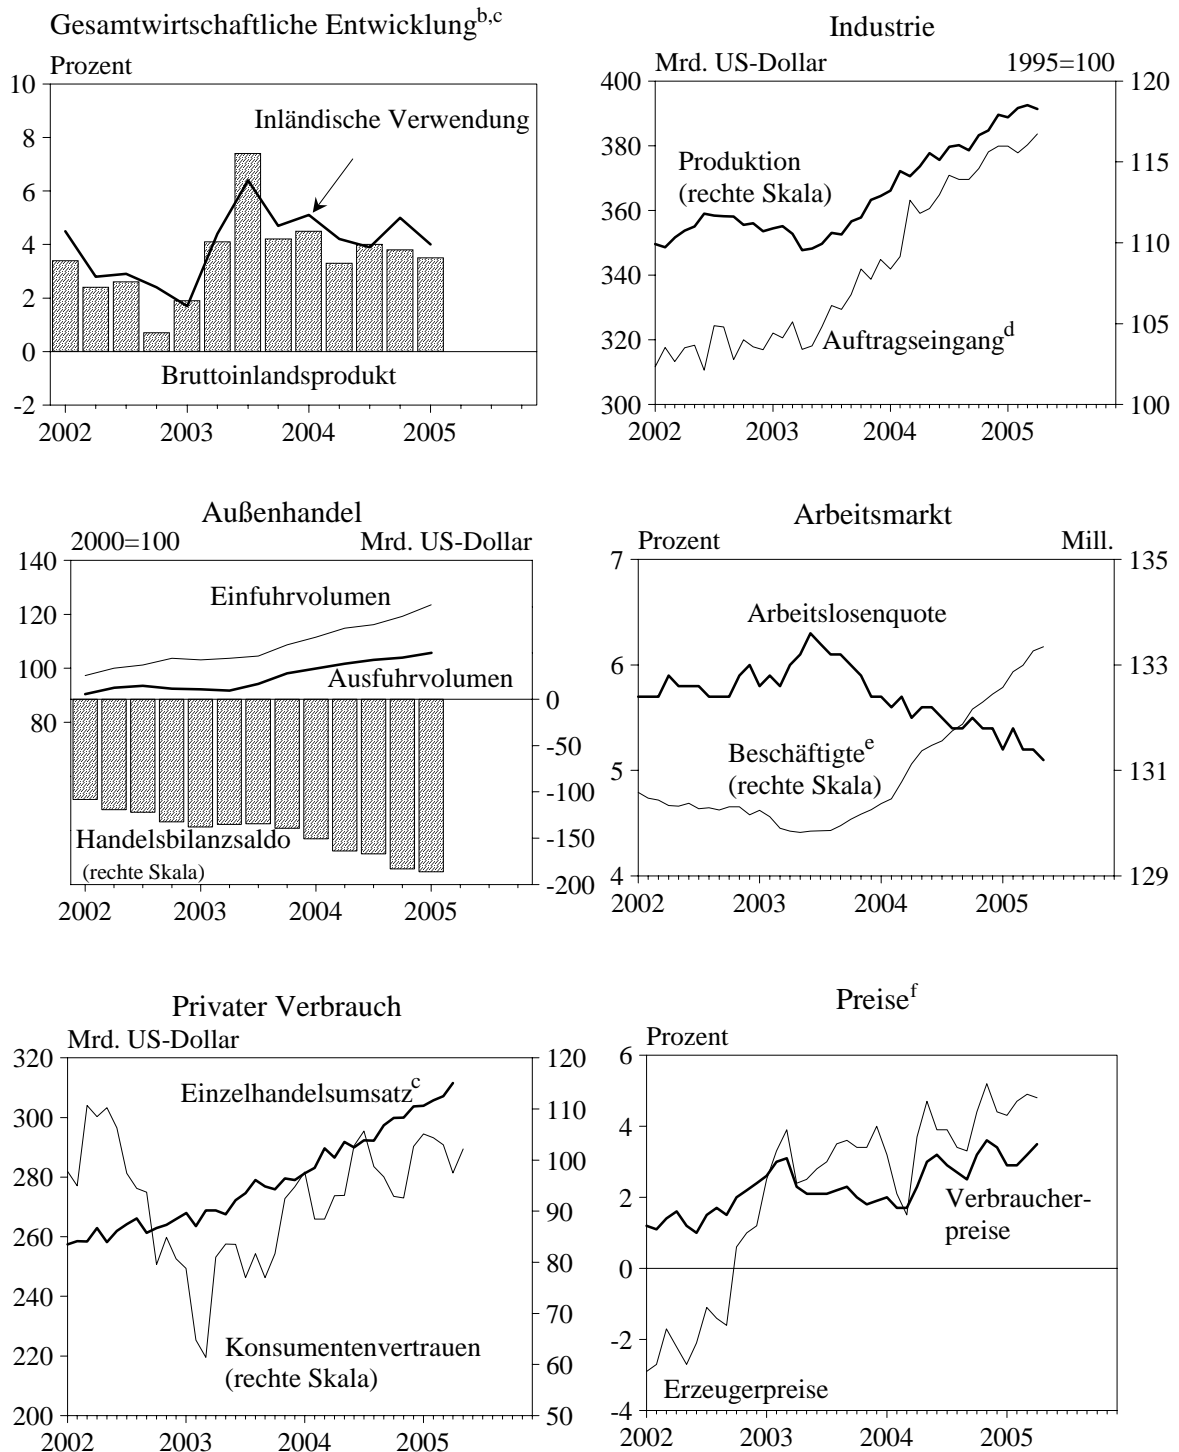 Gesamtwirtschaftliche Entwicklung^b,c
Prozent
10
8
6
4
2
0
-2
Inländische Verwendung
Bruttoinlandsprodukt
2002 2003 2004 2005
Industrie
Mrd. US-Dollar 1995=100
400
380
360
340
320
300
120
115
110
105
100
Produktion
(rechte Skala)
Auftragseingang^d
2002 2003 2004 2005
Außenhandel
2000=100 Mrd. US-Dollar
140
120
100
80
0
-50
-100
-150
-200
Einfuhrvolumen
Ausfuhrvolumen
Handelsbilanzsaldo
(rechte Skala)
2002 2003 2004 2005
Arbeitsmarkt
Prozent Mill.
7
6
5
4
135
133
131
129
Arbeitslosenquote
Beschäftigte^e
(rechte Skala)
2002 2003 2004 2005
Privater Verbrauch
Mrd. US-Dollar
320
300
280
260
240
220
200
120
110
100
90
80
70
60
50
Einzelhandelsumsatz^c
Konsumentenvertrauen
(rechte Skala)
2002 2003 2004 2005
Preise^f
Prozent
6
4
2
0
-2
-4
Verbraucher-
preise
Erzeugerpreise
2002 2003 2004 2005